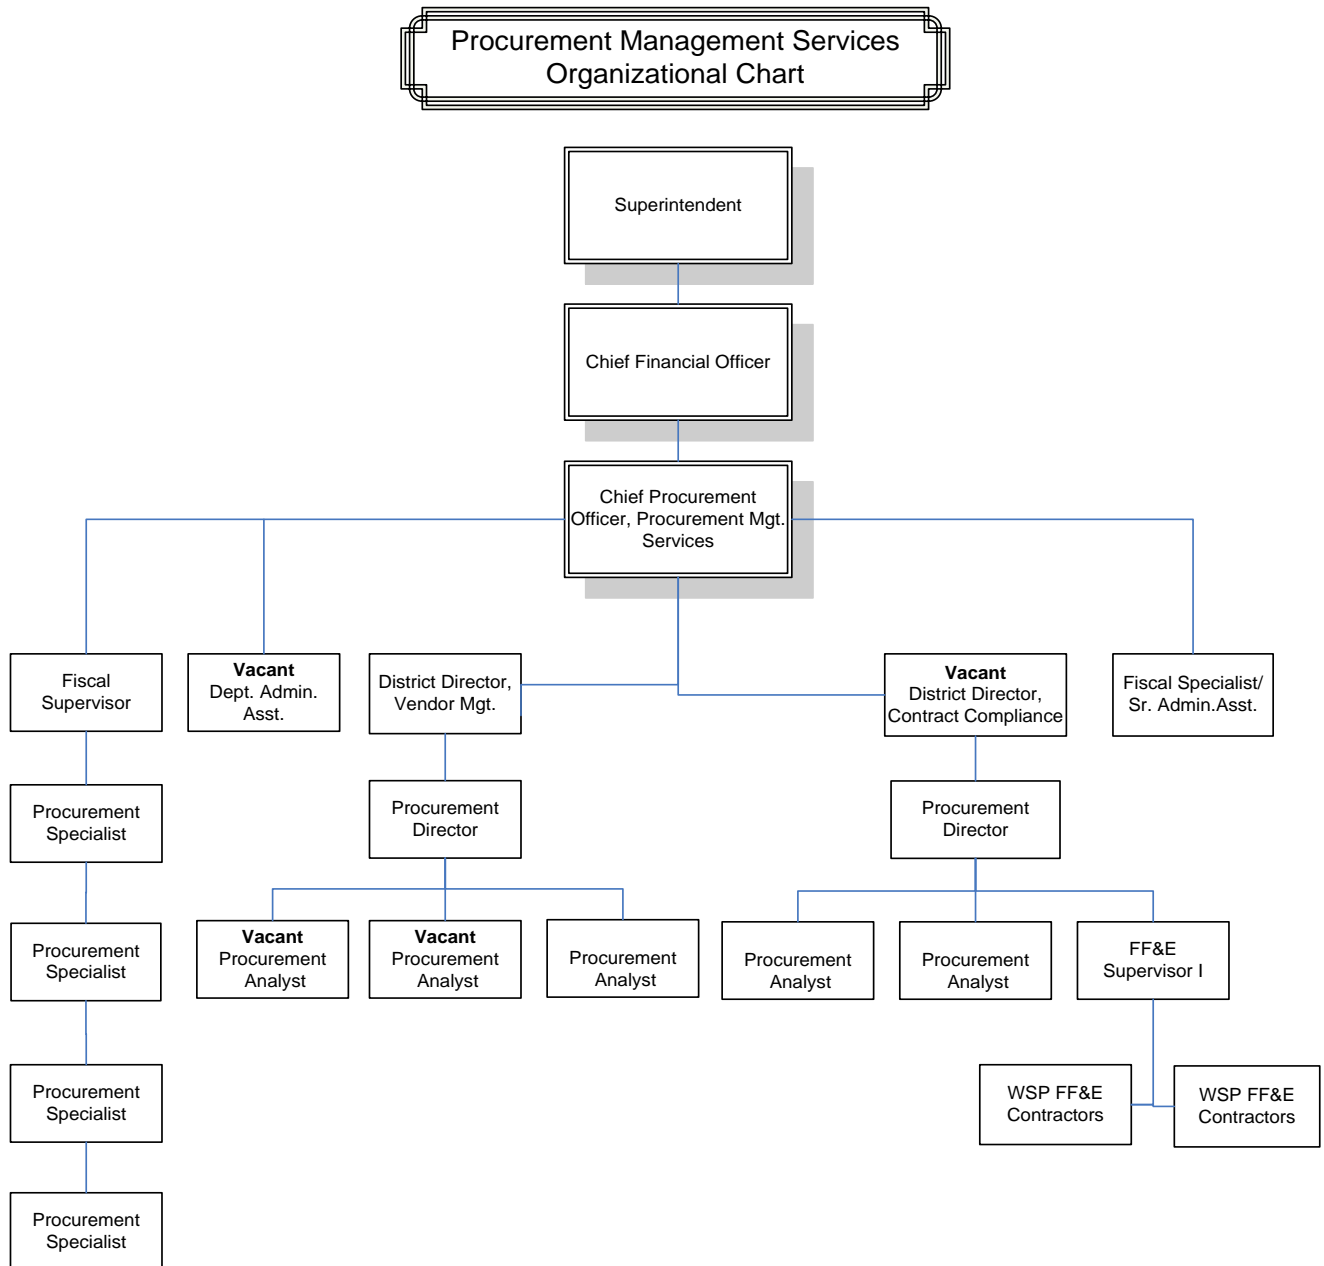 Procurement Management Services
Organizational Chart
Superintendent
Chief Financial Officer
Chief Procurement
Officer, Procurement Mgt.
Services
Fiscal
Supervisor
Vacant
Dept. Admin.
Asst.
District Director,
Vendor Mgt.
Vacant
District Director,
Contract Compliance
Fiscal Specialist/
Sr. Admin.Asst.
Procurement
Specialist
Procurement
Director
Procurement
Director
Procurement
Specialist
Vacant
Procurement
Analyst
Vacant
Procurement
Analyst
Procurement
Analyst
Procurement
Analyst
Procurement
Analyst
FF&E
Supervisor I
Procurement
Specialist
WSP FF&E
Contractors
WSP FF&E
Contractors
Procurement
Specialist